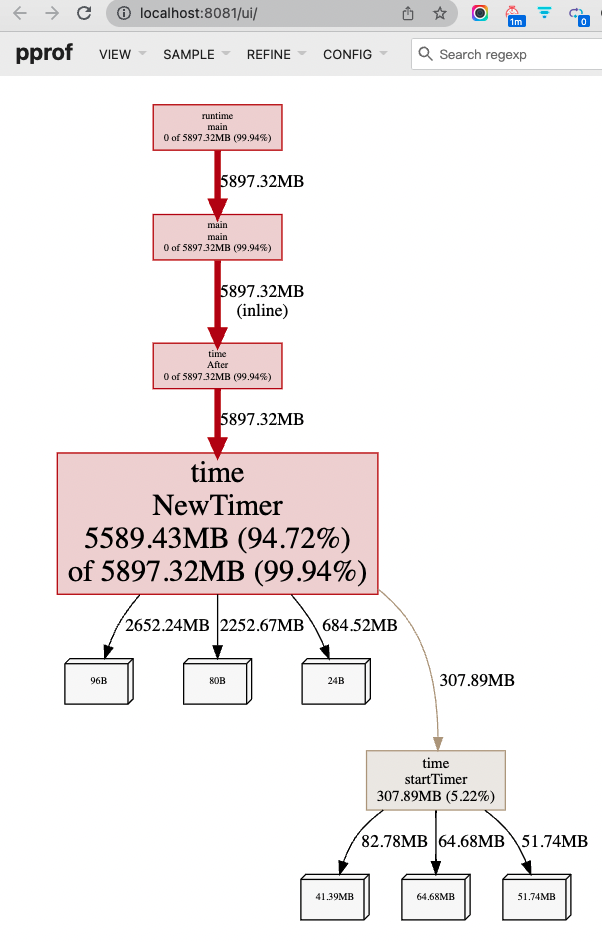 localhost:8081/ui/
1m
0
pprof
VIEW
SAMPLE
REFINE
CONFIG
Search regexp
runtime
main
0 of 5897.32MB (99.94%)
5897.32MB
main
main
0 of 5897.32MB (99.94%)
5897.32MB
(inline)
time
After
0 of 5897.32MB (99.94%)
5897.32MB
time
NewTimer
5589.43MB (94.72%)
of 5897.32MB (99.94%)
2652.24MB
2252.67MB
684.52MB
307.89MB
96B
80B
24B
time
startTimer
307.89MB (5.22%)
82.78MB
64.68MB
51.74MB
41.39MB
64.68MB
51.74MB